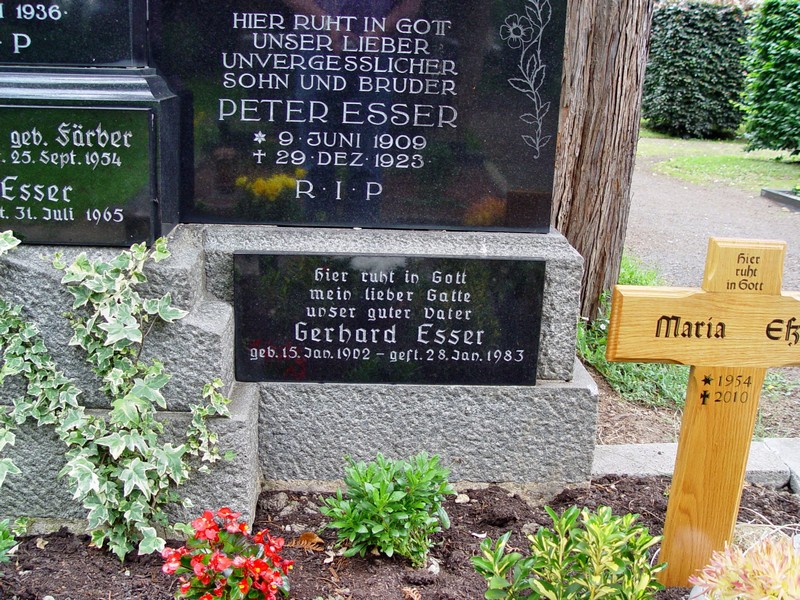 1936
P
geb. Färber
25. Sept. 1954
Esser
31. Juli 1965
HIER RUHT IN GOTT
UNSER LIEBER
UNVERGESSLICHER
SOHN UND BRUDER
PETER ESSER
* 9·JUNI 1909
† 29·DEZ·1923·
R·I·P
Hier ruht in Gott
mein lieber Gatte
unser guter Vater
Gerhard Esser
geb. 15. Jan. 1902 – gest. 28. Jan. 1983
Hier
ruht
in Gott
Maria
* 1954
† 2010